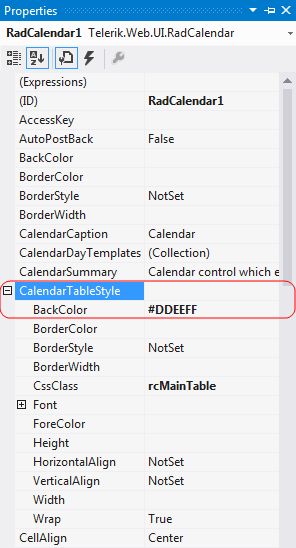 Properties
RadCalendar1 Telerik.Web.UI.RadCalendar
(Expressions)
(ID) RadCalendar1
AccessKey
AutoPostBack False
BackColor
BorderColor
BorderStyle NotSet
BorderWidth
CalendarCaption Calendar
CalendarDayTemplates (Collection)
CalendarSummary Calendar control which e
CalendarTableStyle
BackColor #DDEEFF
BorderColor
BorderStyle NotSet
BorderWidth
CssClass rcMainTable
Font
ForeColor
Height
HorizontalAlign NotSet
VerticalAlign NotSet
Width
Wrap True
CellAlign Center